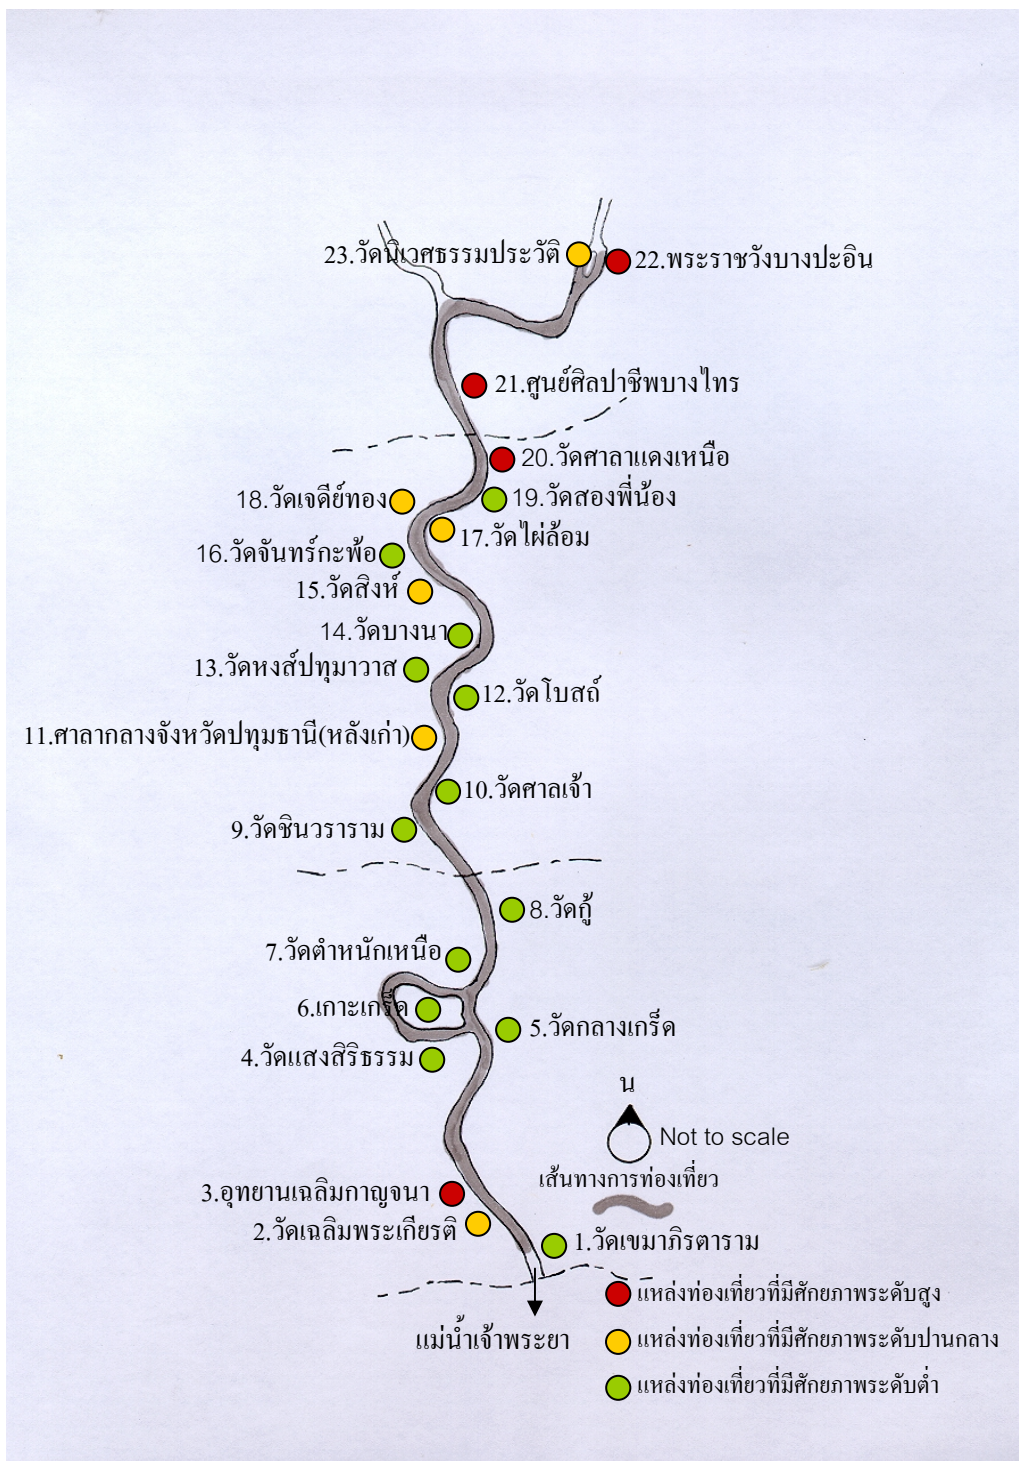 23.วัดนิเวศธรรมประวัติ
22.พระราชวังบางปะอิน
21.ศูนย์ศิลปาชีพบางไทร
20.วัดศาลาแดงเหนือ
18.วัดเจดีย์ทอง
19.วัดสองพี่น้อง
17.วัดไผ่ล้อม
16.วัดจันทร์กะพ้อ
15.วัดสิงห์
14.วัดบางนา
13.วัดหงส์ปทุมาวาส
12.วัดโบสถ์
11.ศาลากลางจังหวัดปทุมธานี(หลังเก่า)
10.วัดศาลเจ้า
9.วัดชินวราราม
8.วัดกู้
7.วัดตำหนักเหนือ
6.เกาะเกร็ด
5.วัดกลางเกร็ด
4.วัดแสงสิริธรรม
น
Not to scale
เส้นทางการท่องเที่ยว
3.อุทยานเฉลิมกาญจนา
2.วัดเฉลิมพระเกียรติ
1.วัดเขมาภิรตาราม
แหล่งท่องเที่ยวที่มีศักยภาพระดับสูง
แม่น้ำเจ้าพระยา
แหล่งท่องเที่ยวที่มีศักยภาพระดับปานกลาง
แหล่งท่องเที่ยวที่มีศักยภาพระดับต่ำ